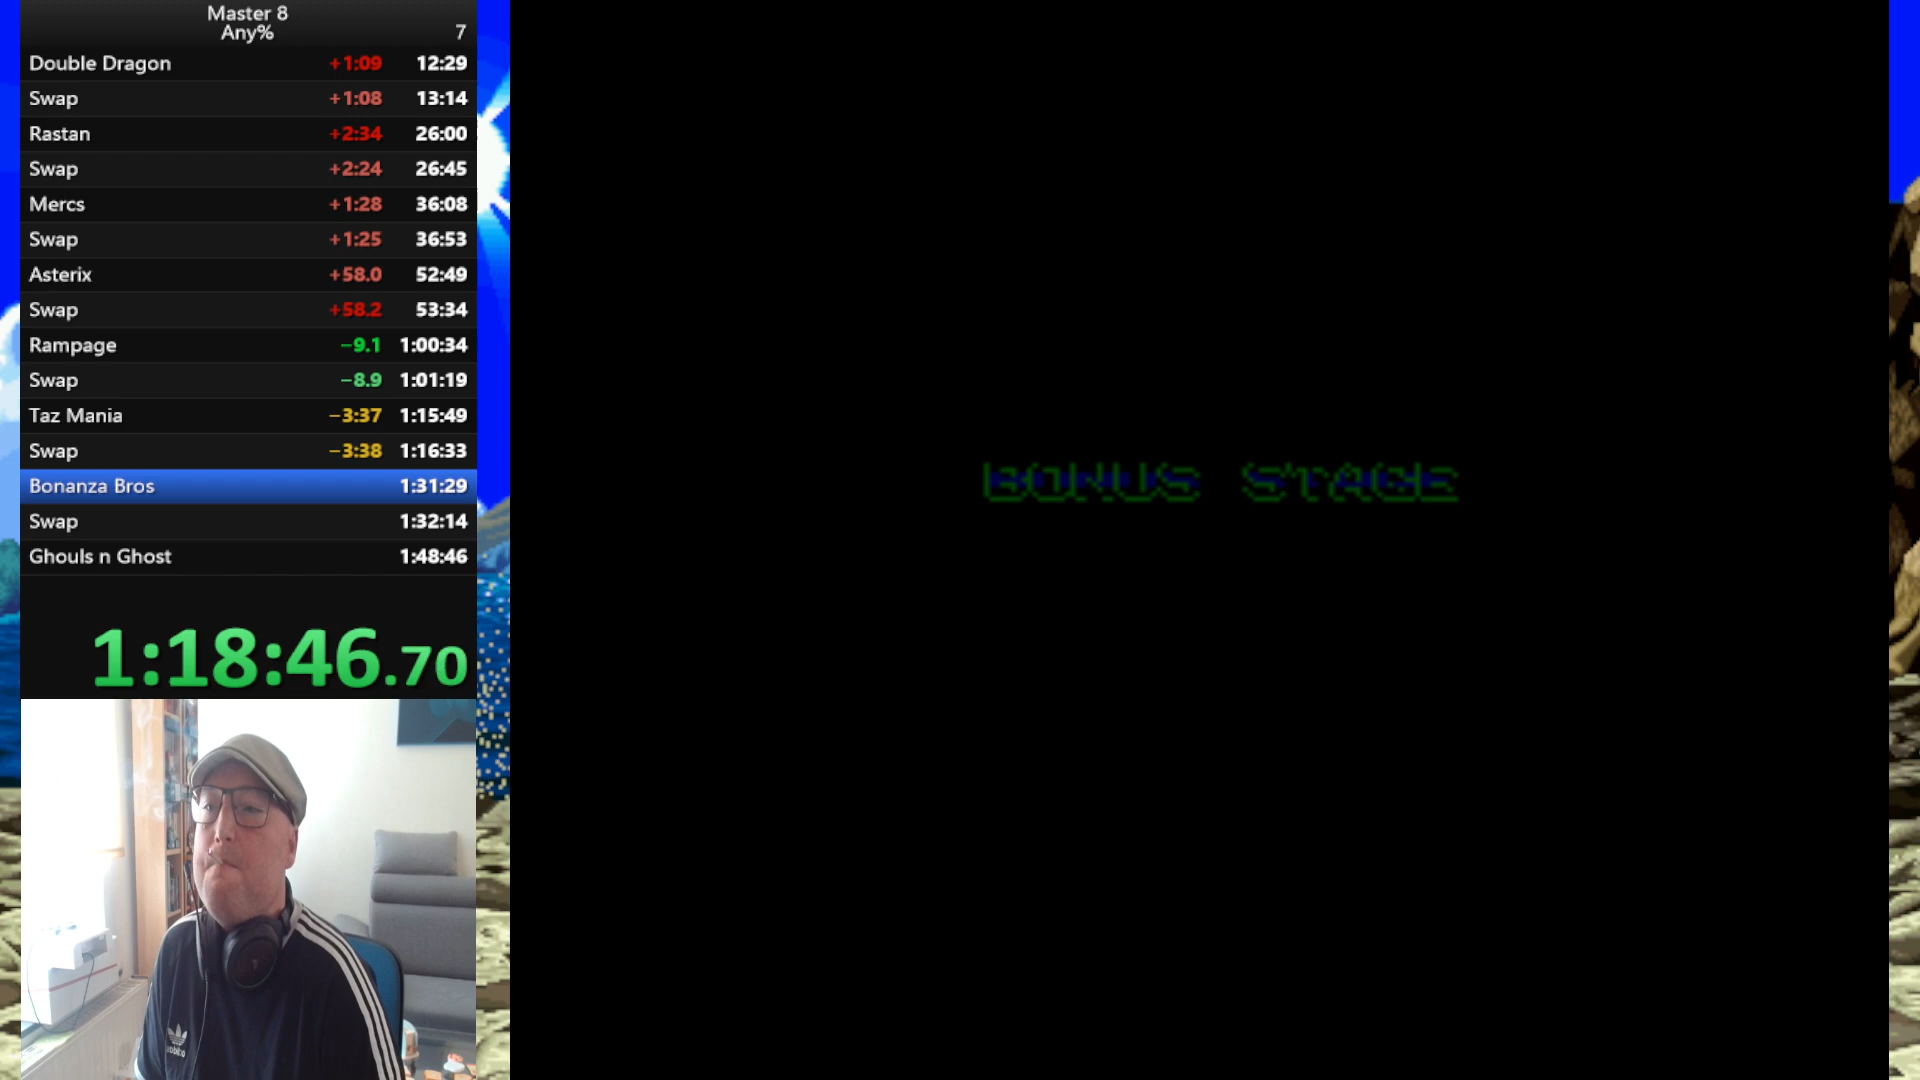 Master 8
Any% 7
Double Dragon +1:09 12:29
Swap +1:08 13:14
Rastan +2:34 26:00
Swap +2:24 26:45
Mercs +1:28 36:08
Swap +1:25 36:53
Asterix +58.0 52:49
Swap +58.2 53:34
Rampage −9.1 1:00:34
Swap −8.9 1:01:19
Taz Mania −3:37 1:15:49
Swap −3:38 1:16:33
Bonanza Bros 1:31:29
Swap 1:32:14
Ghouls n Ghost 1:48:46
1:18:46.70
BONUS STAGE